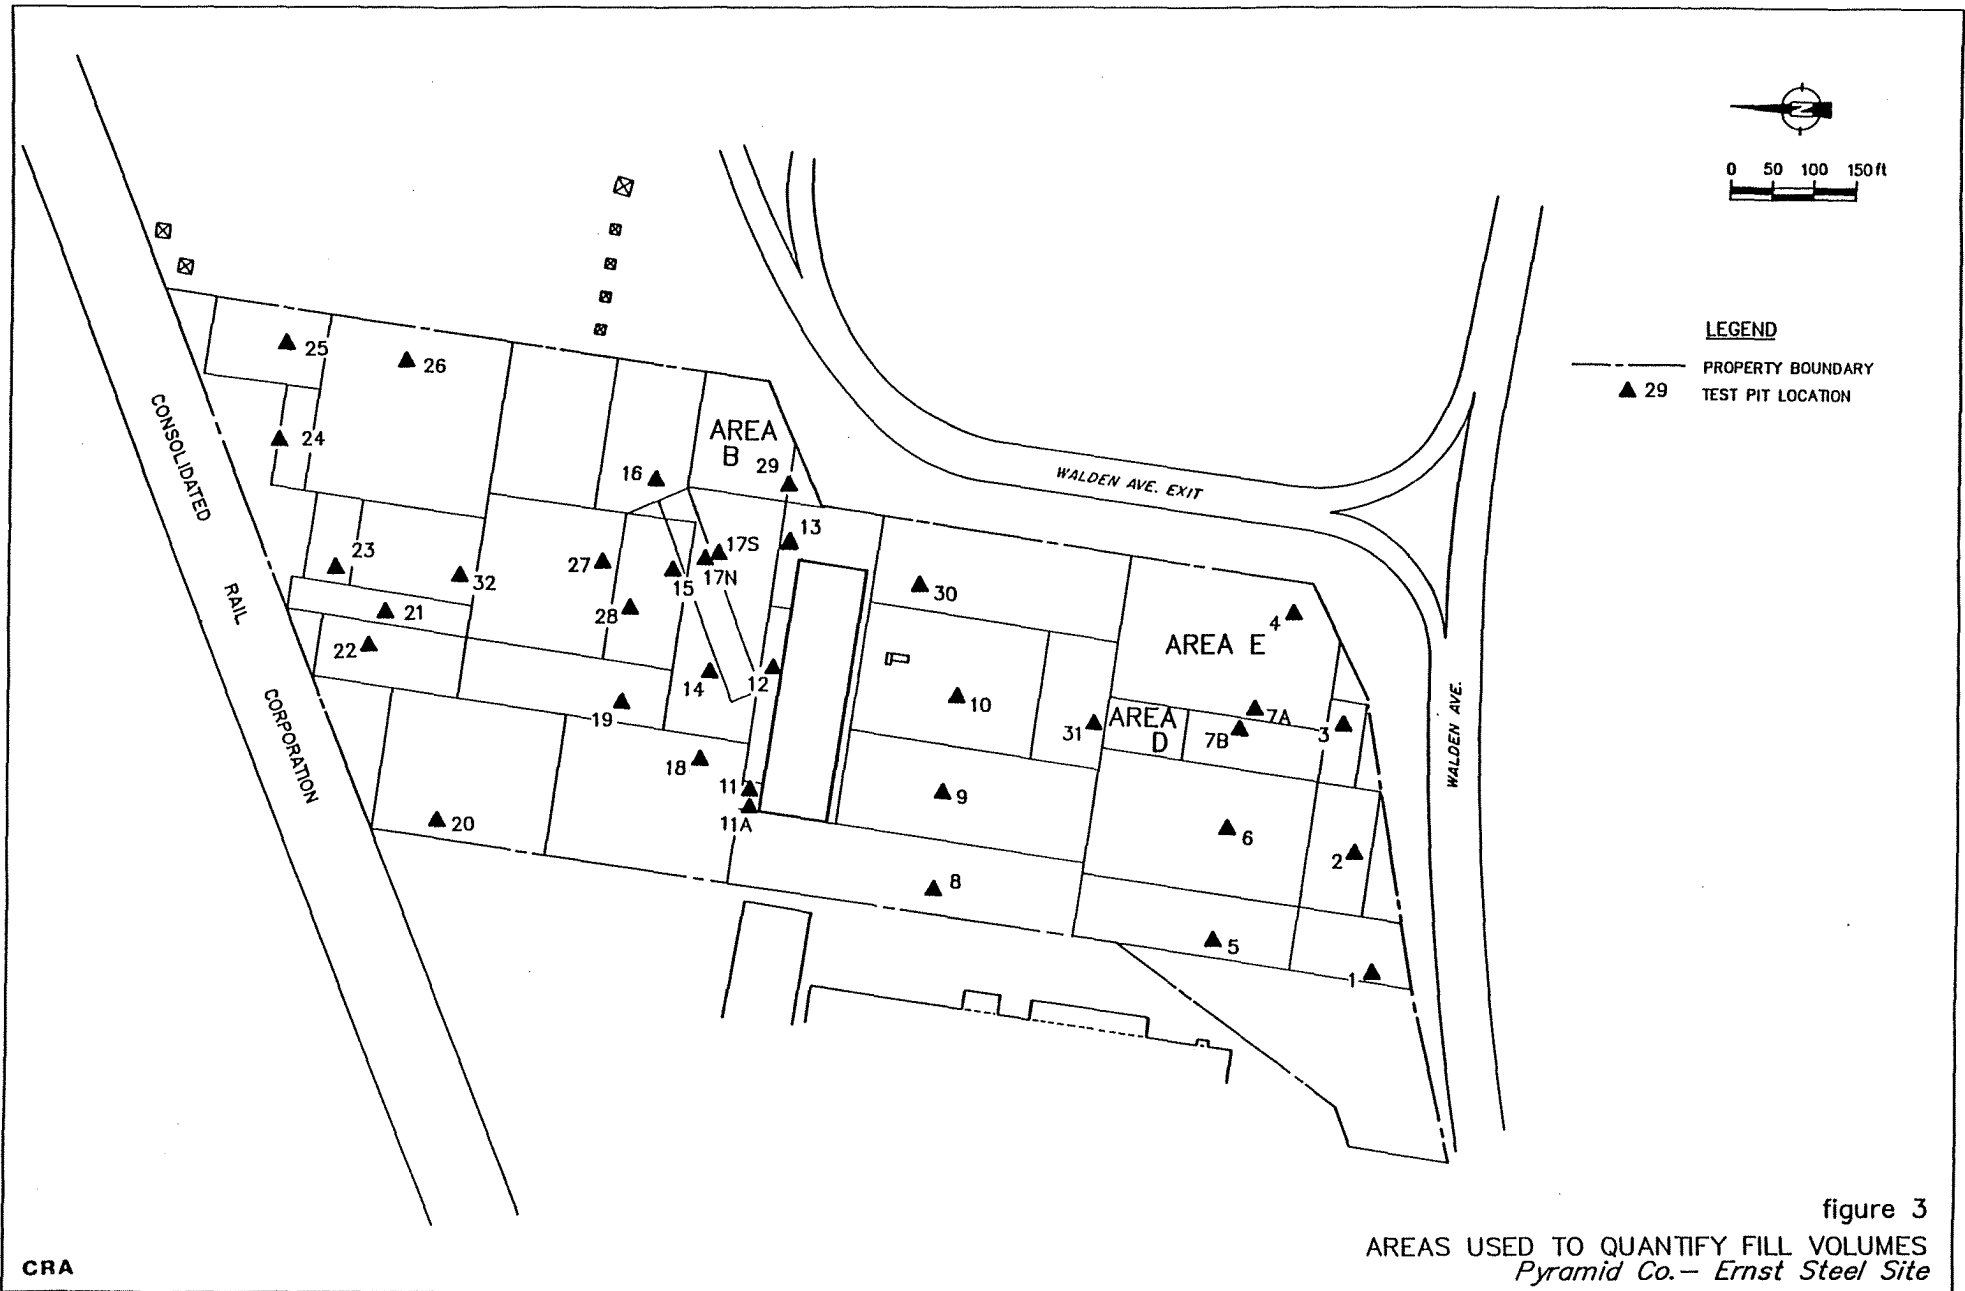 N
0 50 100 150 ft
LEGEND
PROPERTY BOUNDARY
29 TEST PIT LOCATION
CONSOLIDATED
RAIL
CORPORATION
WALDEN AVE. EXIT
WALDEN AVE.
25
26
24
AREA
B
29
16
13
23
32
27
17S
17N
15
28
21
22
14
12
19
18
11
11A
20
30
10
31
9
8
4
AREA E
AREA
D
7A
7B
3
6
2
5
1
figure 3
AREAS USED TO QUANTIFY FILL VOLUMES
Pyramid Co.— Ernst Steel Site
CRA